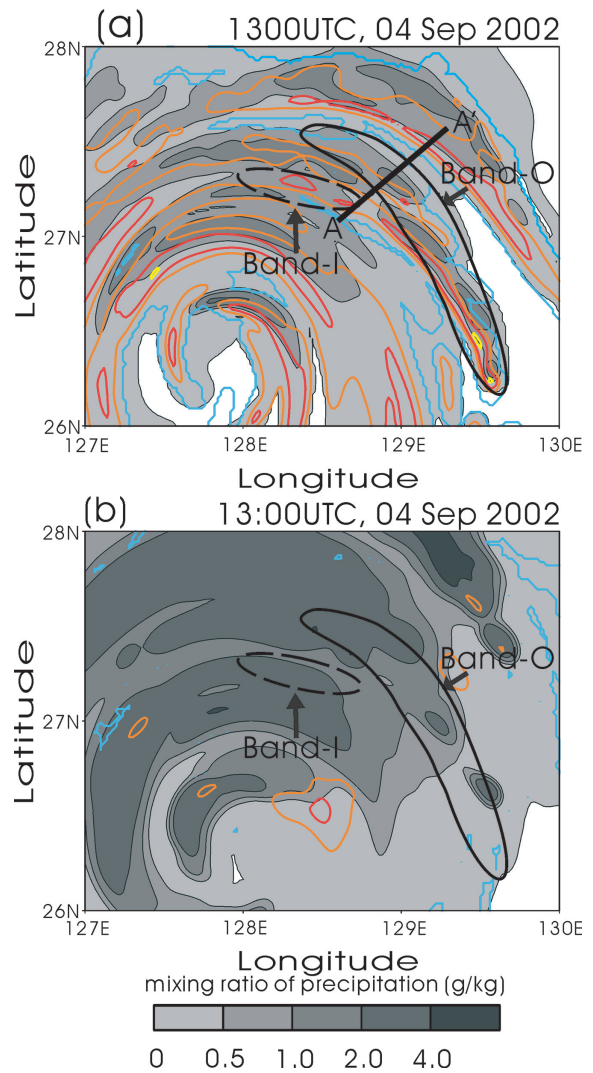 (a) 1300UTC, 04 Sep 2002
28N
A'
Band-O
27N
A
Band-I
26N
127E 128E 129E 130E
Latitude
Longitude
(b) 13:00UTC, 04 Sep 2002
28N
Band-O
27N
Band-I
26N
127E 128E 129E 130E
Latitude
Longitude
mixing ratio of precipitation (g/kg)
0 0.5 1.0 2.0 4.0